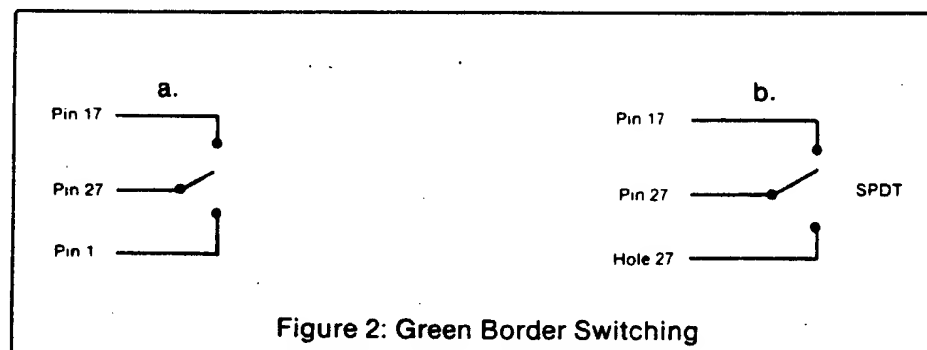 a.
Pin 17
Pin 27
Pin 1
b.
Pin 17
Pin 27
SPDT
Hole 27
Figure 2: Green Border Switching